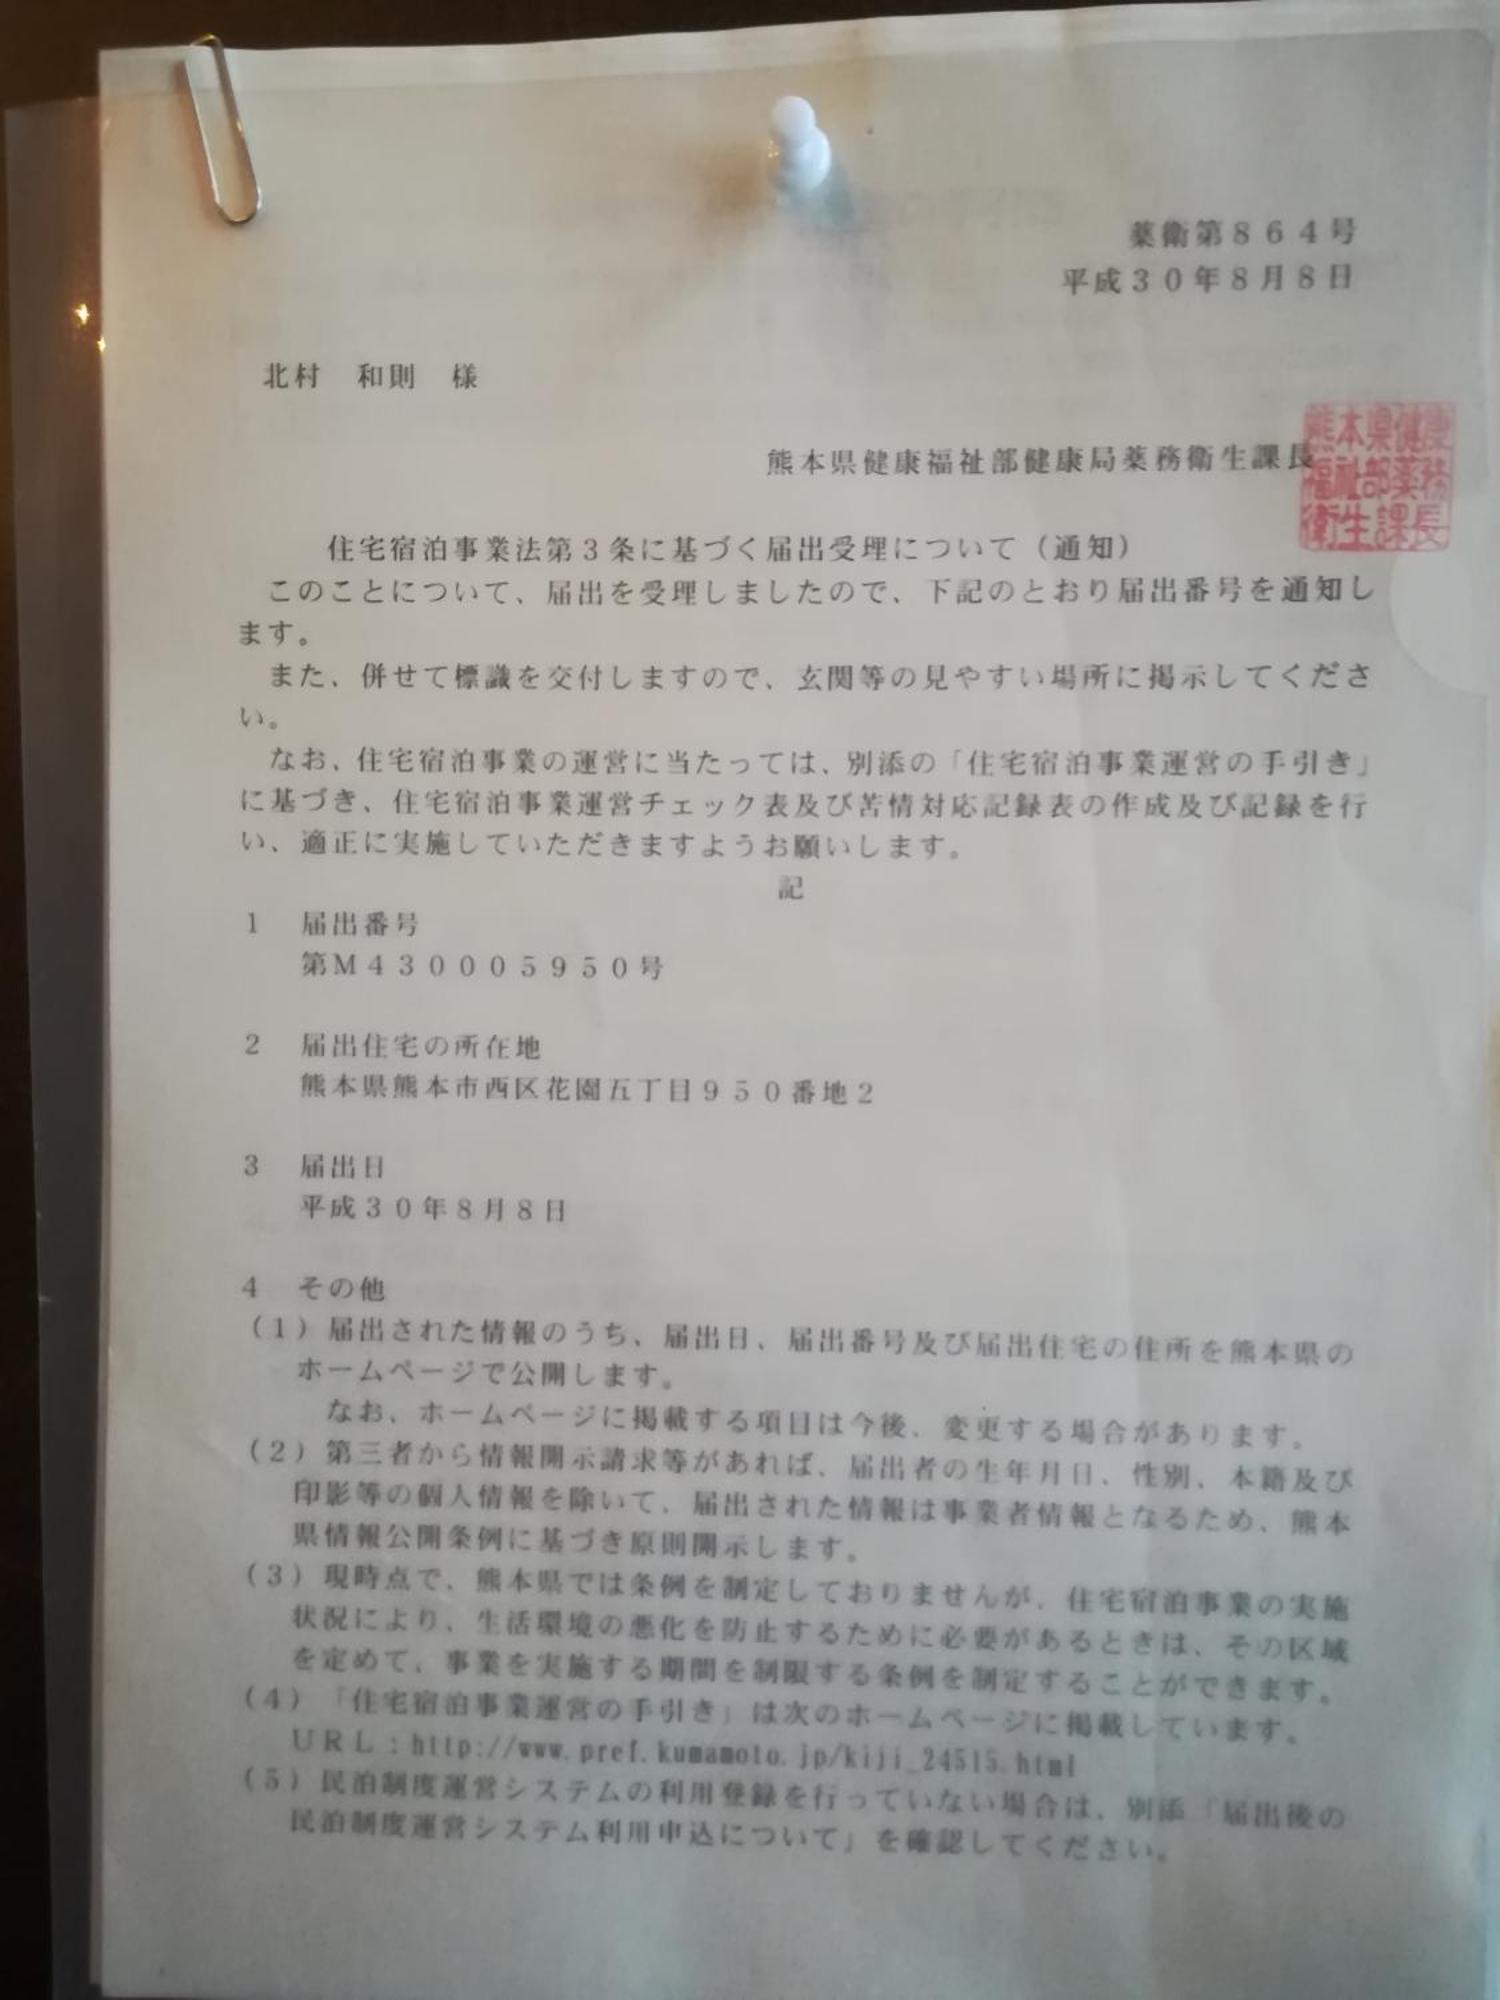 薬衛第864号
平成30年8月8日
北村　和則　様
熊本県健康福祉部健康局薬務衛生課長
熊本県健康
福祉部薬務
衛生課長
住宅宿泊事業法第3条に基づく届出受理について（通知）
このことについて、届出を受理しましたので、下記のとおり届出番号を通知し
ます。
また、併せて標識を交付しますので、玄関等の見やすい場所に掲示してくださ
い。
なお、住宅宿泊事業の運営に当たっては、別添の「住宅宿泊事業運営の手引き」
に基づき、住宅宿泊事業運営チェック表及び苦情対応記録表の作成及び記録を行
い、適正に実施していただきますようお願いします。
記
1　届出番号
第M430005950号
2　届出住宅の所在地
熊本県熊本市西区花園五丁目950番地2
3　届出日
平成30年8月8日
4　その他
（1）届出された情報のうち、届出日、届出番号及び届出住宅の住所を熊本県の
ホームページで公開します。
なお、ホームページに掲載する項目は今後、変更する場合があります。
（2）第三者から情報開示請求等があれば、届出者の生年月日、性別、本籍及び
印影等の個人情報を除いて、届出された情報は事業者情報となるため、熊本
県情報公開条例に基づき原則開示します。
（3）現時点で、熊本県では条例を制定しておりませんが、住宅宿泊事業の実施
状況により、生活環境の悪化を防止するために必要があるときは、その区域
を定めて、事業を実施する期間を制限する条例を制定することができます。
（4）「住宅宿泊事業運営の手引き」は次のホームページに掲載しています。
URL：http://www.pref.kumamoto.jp/kiji_24515.html
（5）民泊制度運営システムの利用登録を行っていない場合は、別添「届出後の
民泊制度運営システム利用申込について」を確認してください。